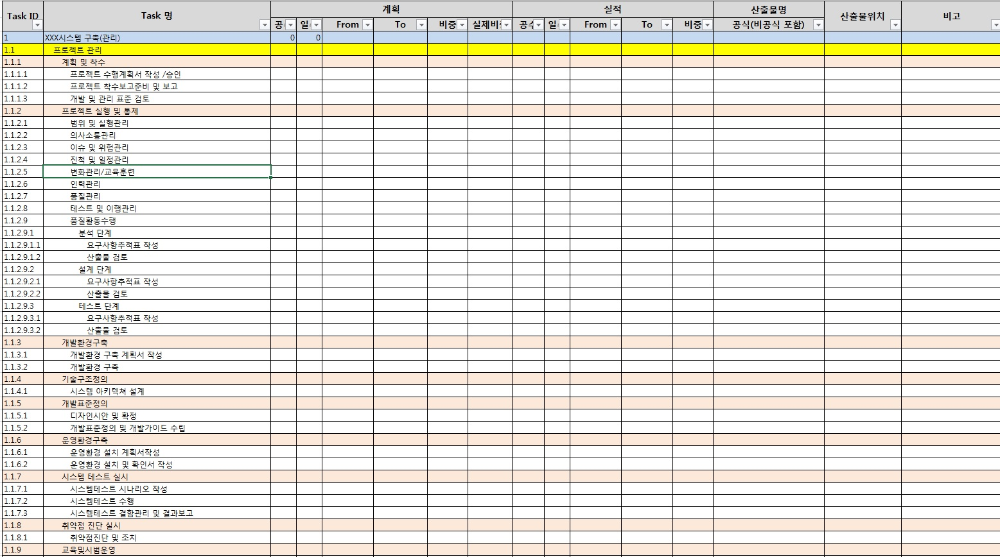 Task ID Task 명 계획 실적 산출물명 산출물위치 비고
공 일 From To 비중 실제비 공수 일 From To 비중 공식(비공식 포함)
1 XXX시스템 구축(관리) 0 0
1.1 프로젝트 관리
1.1.1 계획 및 착수
1.1.1.1 프로젝트 수행계획서 작성 /승인
1.1.1.2 프로젝트 착수보고준비 및 보고
1.1.1.3 개발 및 관리 표준 검토
1.1.2 프로젝트 실행 및 통제
1.1.2.1 범위 및 실행관리
1.1.2.2 의사소통관리
1.1.2.3 이슈 및 위험관리
1.1.2.4 진척 및 일정관리
1.1.2.5 변화관리/교육훈련
1.1.2.6 인력관리
1.1.2.7 품질관리
1.1.2.8 테스트 및 이행관리
1.1.2.9 품질활동수행
1.1.2.9.1 분석 단계
1.1.2.9.1.1 요구사항추적표 작성
1.1.2.9.1.2 산출물 검토
1.1.2.9.2 설계 단계
1.1.2.9.2.1 요구사항추적표 작성
1.1.2.9.2.2 산출물 검토
1.1.2.9.3 테스트 단계
1.1.2.9.3.1 요구사항추적표 작성
1.1.2.9.3.2 산출물 검토
1.1.3 개발환경구축
1.1.3.1 개발환경 구축 계획서 작성
1.1.3.2 개발환경 구축
1.1.4 기술구조정의
1.1.4.1 시스템 아키텍쳐 설계
1.1.5 개발표준정의
1.1.5.1 디자인시안 및 확정
1.1.5.2 개발표준정의 및 개발가이드 수립
1.1.6 운영환경구축
1.1.6.1 운영환경 설치 계획서작성
1.1.6.2 운영환경 설치 및 확인서 작성
1.1.7 시스템 테스트 실시
1.1.7.1 시스템테스트 시나리오 작성
1.1.7.2 시스템테스트 수행
1.1.7.3 시스템테스트 결함관리 및 결과보고
1.1.8 취약점 진단 실시
1.1.8.1 취약점진단 및 조치
1.1.9 교육및시범운영